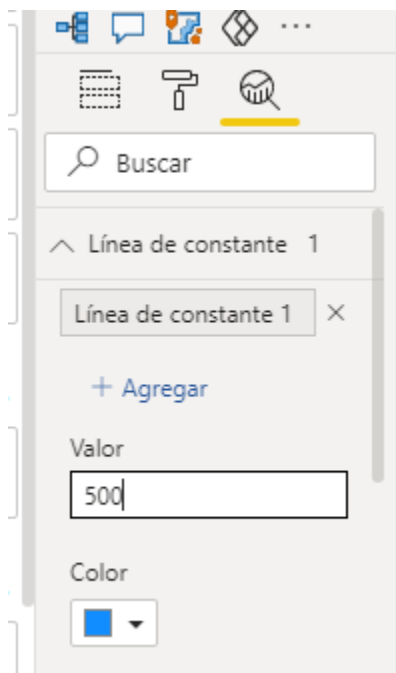 Buscar
Línea de constante 1
Línea de constante 1
Agregar
Valor
500
Color